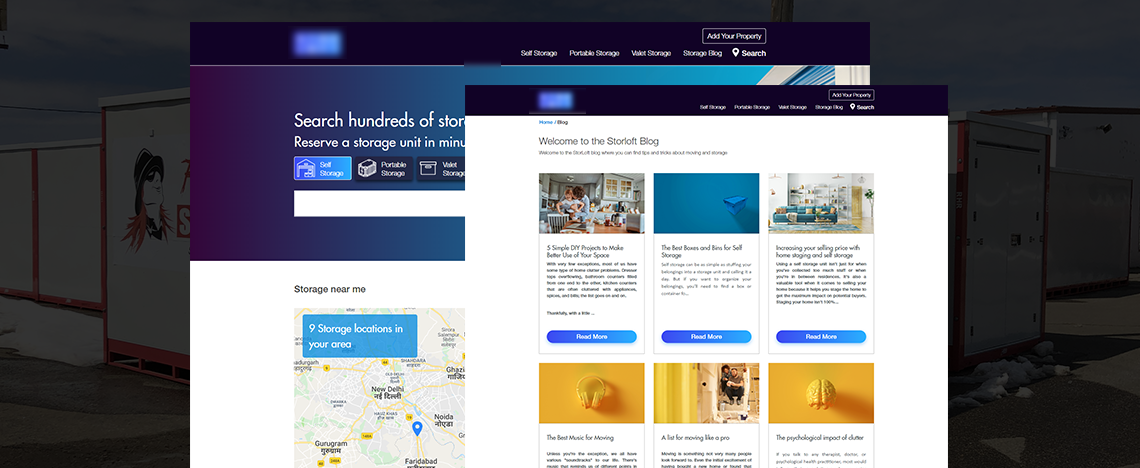 Add Your Property
Self Storage Portable Storage Valet Storage Storage Blog Search
Search hundreds of stor
Reserve a storage unit in minu
Self Storage
Portable Storage
Valet Storage
Storage near me
9 Storage locations in
your area
Sirora
GHARDAN
Ghaziabad
New Delhi
नई दिल्ली
Noida
नोएडा
Gurugram
गुरुग्राम
Faridabad
Add Your Property
Self Storage Portable Storage Valet Storage Storage Blog Search
Home / Blog
Welcome to the Storloft Blog
Welcome to the StorLoft blog where you can find tips and tricks about moving and storage
5 Simple DIY Projects to Make
Better Use of Your Space
With very few exceptions, most of us have
some type of home clutter problems. Dresser
tops overflowing, bathroom counters filled
from one end to the other, kitchen counters
that are often cluttered with appliances,
spices, and bills; the list goes on and on.
Thankfully, with a little ...
Read More
The Best Boxes and Bins for Self
Storage
Self storage can be as simple as stuffing your
belongings into a storage unit and calling it a
day. But if you want to organize your
belongings, you'll need to find a box or
container fo...
Read More
Increasing your selling price with
home staging and self storage
Using a self storage unit isn't just for when
you've collected too much stuff or when
you're in between residences. It's also a
valuable tool when it comes to selling your
home because it helps you stage the home to
get the maximum impact on potential buyers.
Staging your home isn't 100%...
Read More
The Best Music for Moving
Unless you're the exception, we all have
various "soundtracks" to our life. There's
music that reminds us of different points in
A list for moving like a pro
Moving is something not very many people
look forward to. Even the initial excitement of
having bought a new home or found that
The psychological impact of clutter
If you talk to any therapist, doctor, or
psychological health practitioner, most would